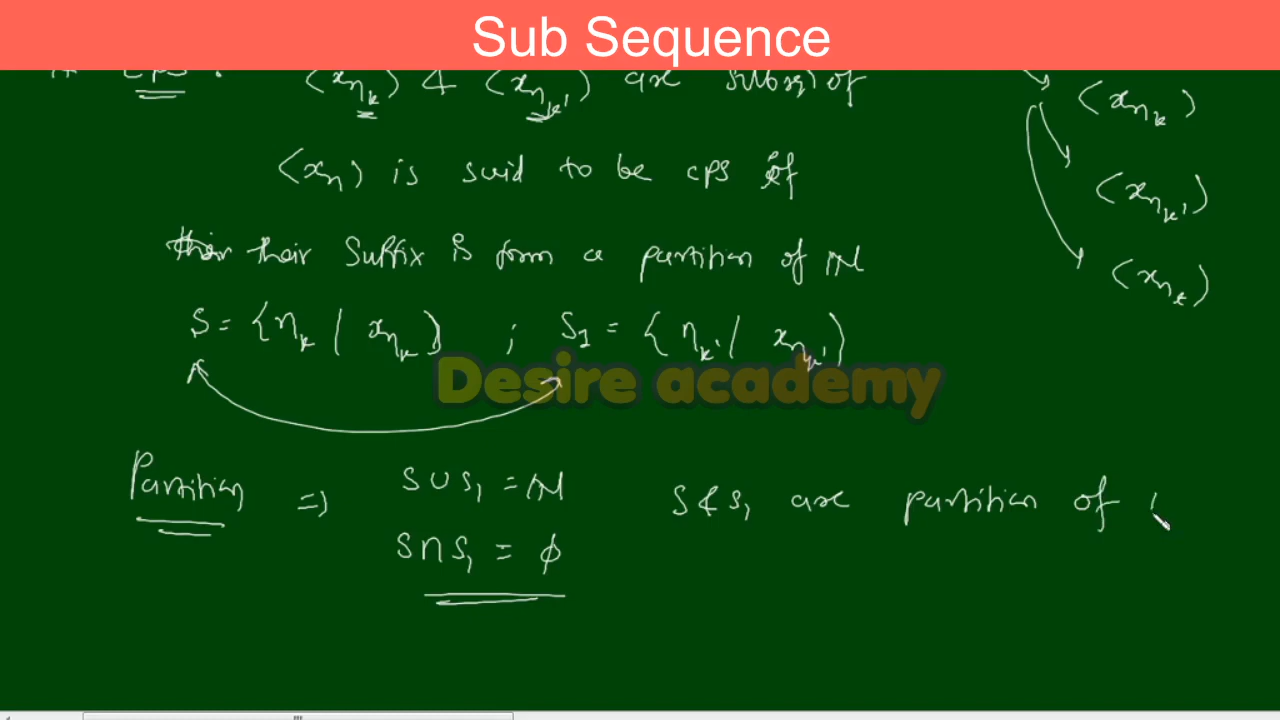 Sub Sequence
CPS : ⟨x_{n_k}⟩ & ⟨x_{n_{k'}}⟩ are subseq of
⟨x_{n_k}⟩
⟨x_n⟩ is said to be cps if
⟨x_{n_{k'}}⟩
their suffix is form a partition of ℕ
⟨x_{n_t}⟩
S = {n_k | x_{n_k}} ; S_1 = {n_{k'} | x_{n_{k'}}}
Desire academy
Partition ⇒ S ∪ S_1 = ℕ
S ∩ S_1 = ϕ
S & S_1 are partition of